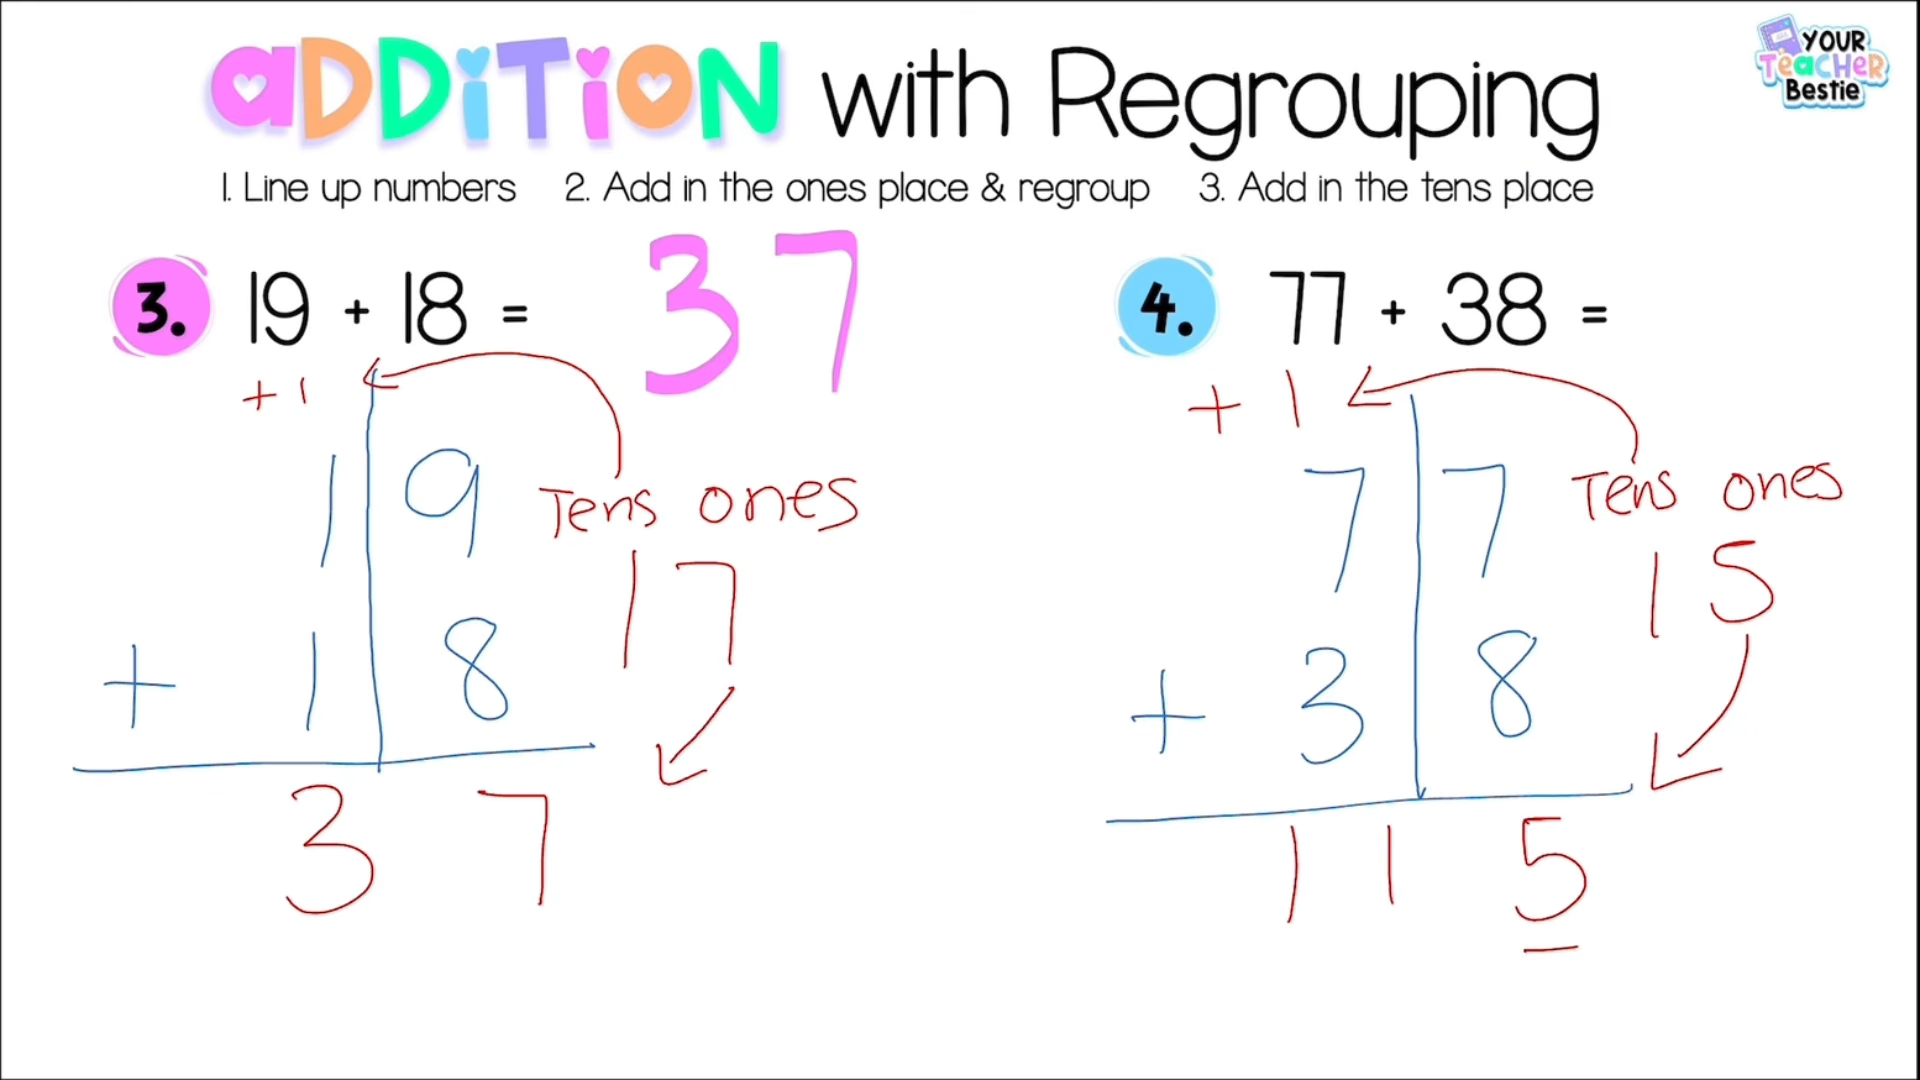 ADDiTiON with Regrouping
YOUR
TeACHeR
Bestie
1. Line up numbers 2. Add in the ones place & regroup 3. Add in the tens place
3. 19 + 18 = 37
+1
1 9
Tens ones
17
+ 1 8
3 7
4. 77 + 38 =
+ 1
7 7
Tens ones
15
+ 3 8
1 1 5